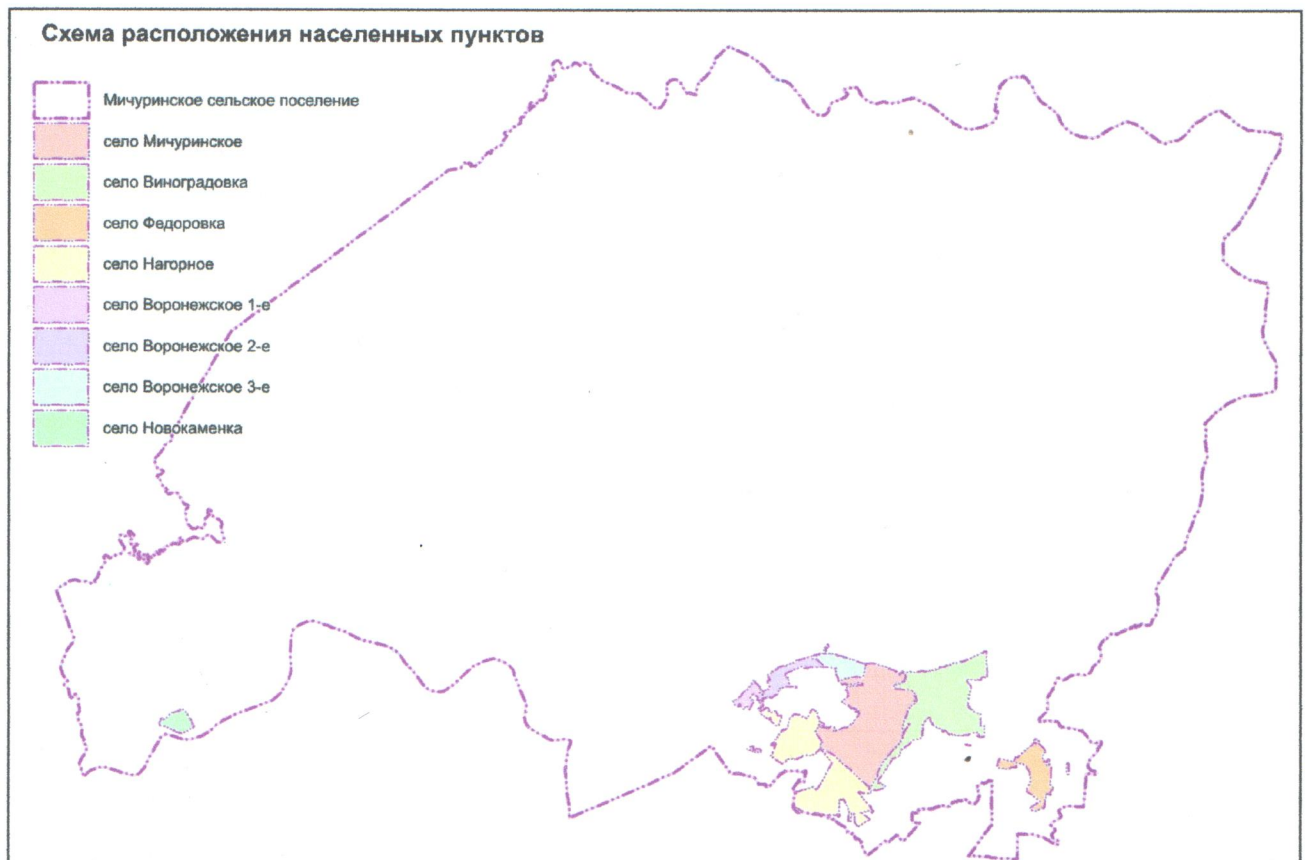 Схема расположения населенных пунктов
Мичуринское сельское поселение
село Мичуринское
село Виноградовка
село Федоровка
село Нагорное
село Воронежское 1-е
село Воронежское 2-е
село Воронежское 3-е
село Новокаменка